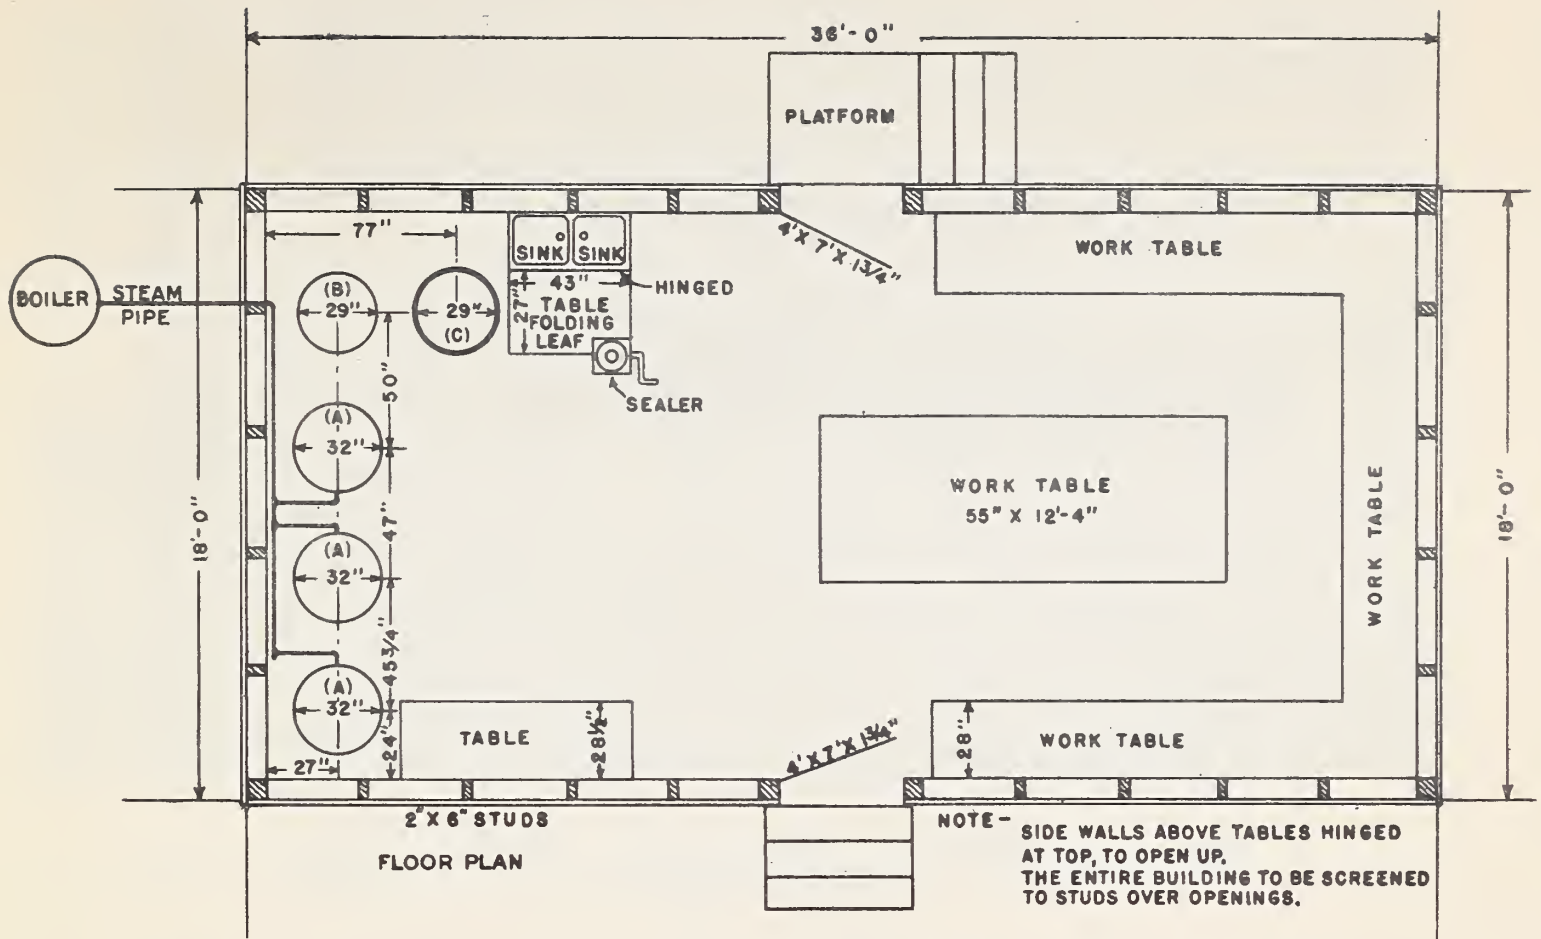 36'-0"
PLATFORM
77"
SINK
SINK
4' X 7' X 1 3/4"
WORK TABLE
BOILER
STEAM
PIPE
(B)
29"
29"
(C)
43"
27"
TABLE
FOLDING
LEAF
HINGED
SEALER
50"
(A)
32"
47"
(A)
32"
45 3/4"
(A)
32"
24"
27"
18'-0"
WORK TABLE
55" X 12'-4"
WORK TABLE
18'-0"
TABLE
28 1/2"
4' X 7' X 1 3/4"
28"
WORK TABLE
2" X 6" STUDS
FLOOR PLAN
NOTE- SIDE WALLS ABOVE TABLES HINGED
AT TOP, TO OPEN UP.
THE ENTIRE BUILDING TO BE SCREENED
TO STUDS OVER OPENINGS.